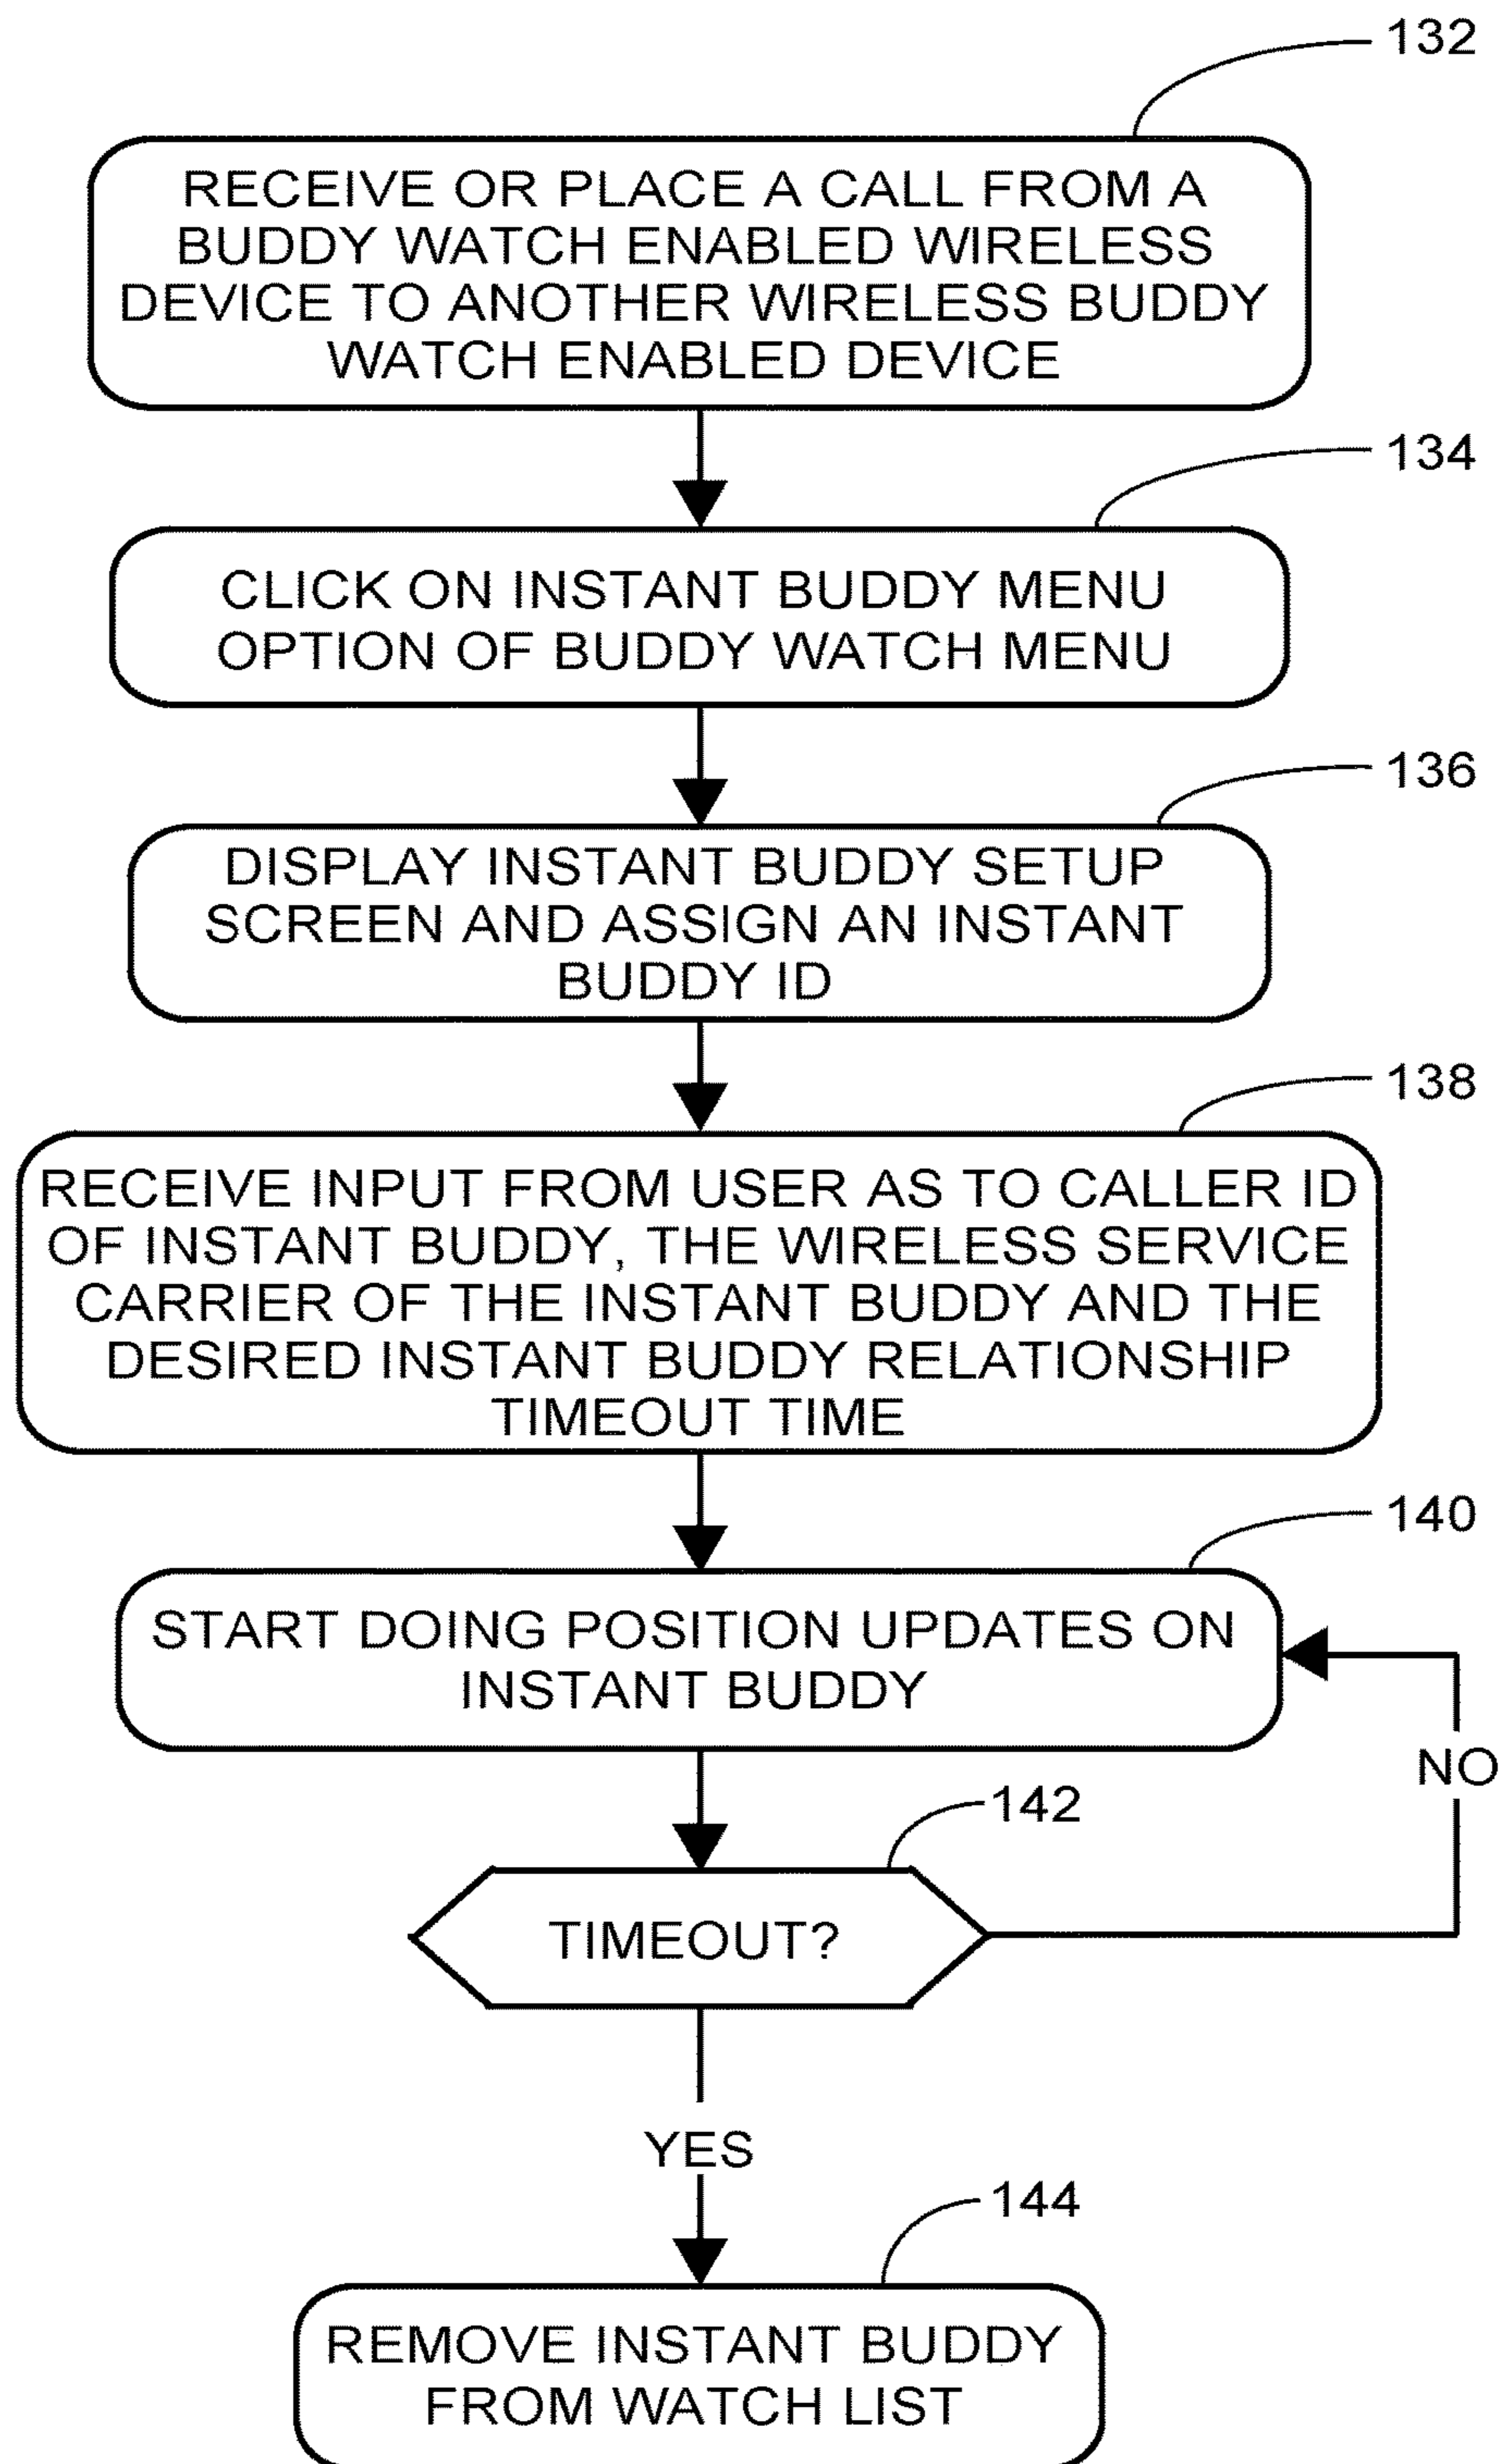 132
RECEIVE OR PLACE A CALL FROM A
BUDDY WATCH ENABLED WIRELESS
DEVICE TO ANOTHER WIRELESS BUDDY
WATCH ENABLED DEVICE
134
CLICK ON INSTANT BUDDY MENU
OPTION OF BUDDY WATCH MENU
136
DISPLAY INSTANT BUDDY SETUP
SCREEN AND ASSIGN AN INSTANT
BUDDY ID
138
RECEIVE INPUT FROM USER AS TO CALLER ID
OF INSTANT BUDDY, THE WIRELESS SERVICE
CARRIER OF THE INSTANT BUDDY AND THE
DESIRED INSTANT BUDDY RELATIONSHIP
TIMEOUT TIME
140
START DOING POSITION UPDATES ON
INSTANT BUDDY
NO
142
TIMEOUT?
YES
144
REMOVE INSTANT BUDDY
FROM WATCH LIST